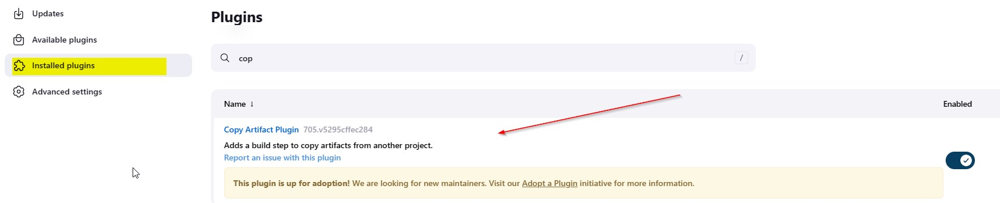 Updates
Available plugins
Installed plugins
Advanced settings
Plugins
cop /
Name ↓ Enabled
Copy Artifact Plugin 705.v5295cffec284
Adds a build step to copy artifacts from another project.
Report an issue with this plugin
This plugin is up for adoption! We are looking for new maintainers. Visit our Adopt a Plugin initiative for more information.